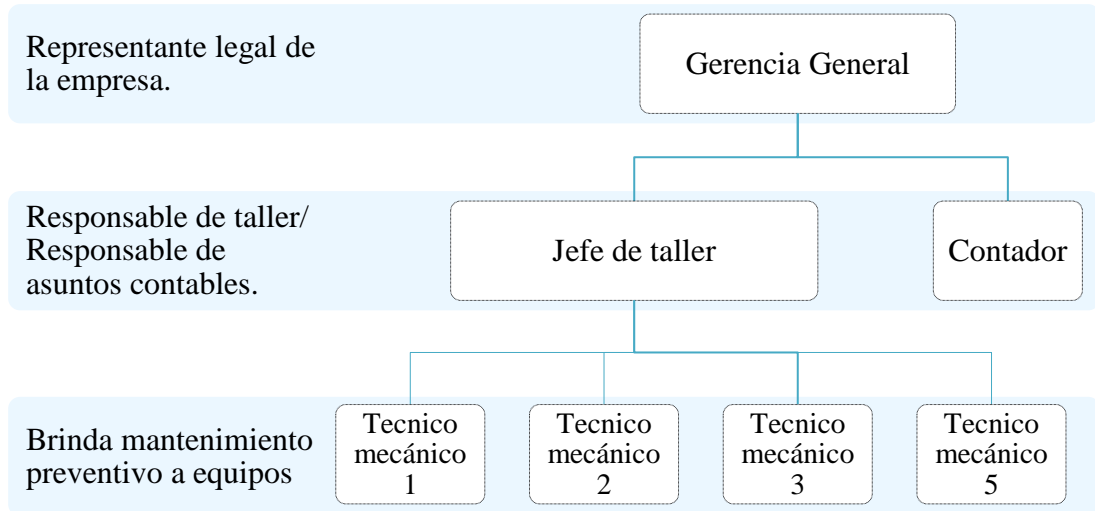 Representante legal de
la empresa.
Gerencia General
Responsable de taller/
Responsable de
asuntos contables.
Jefe de taller
Contador
Brinda mantenimiento
preventivo a equipos
Tecnico
mecánico
1
Tecnico
mecánico
2
Tecnico
mecánico
3
Tecnico
mecánico
5